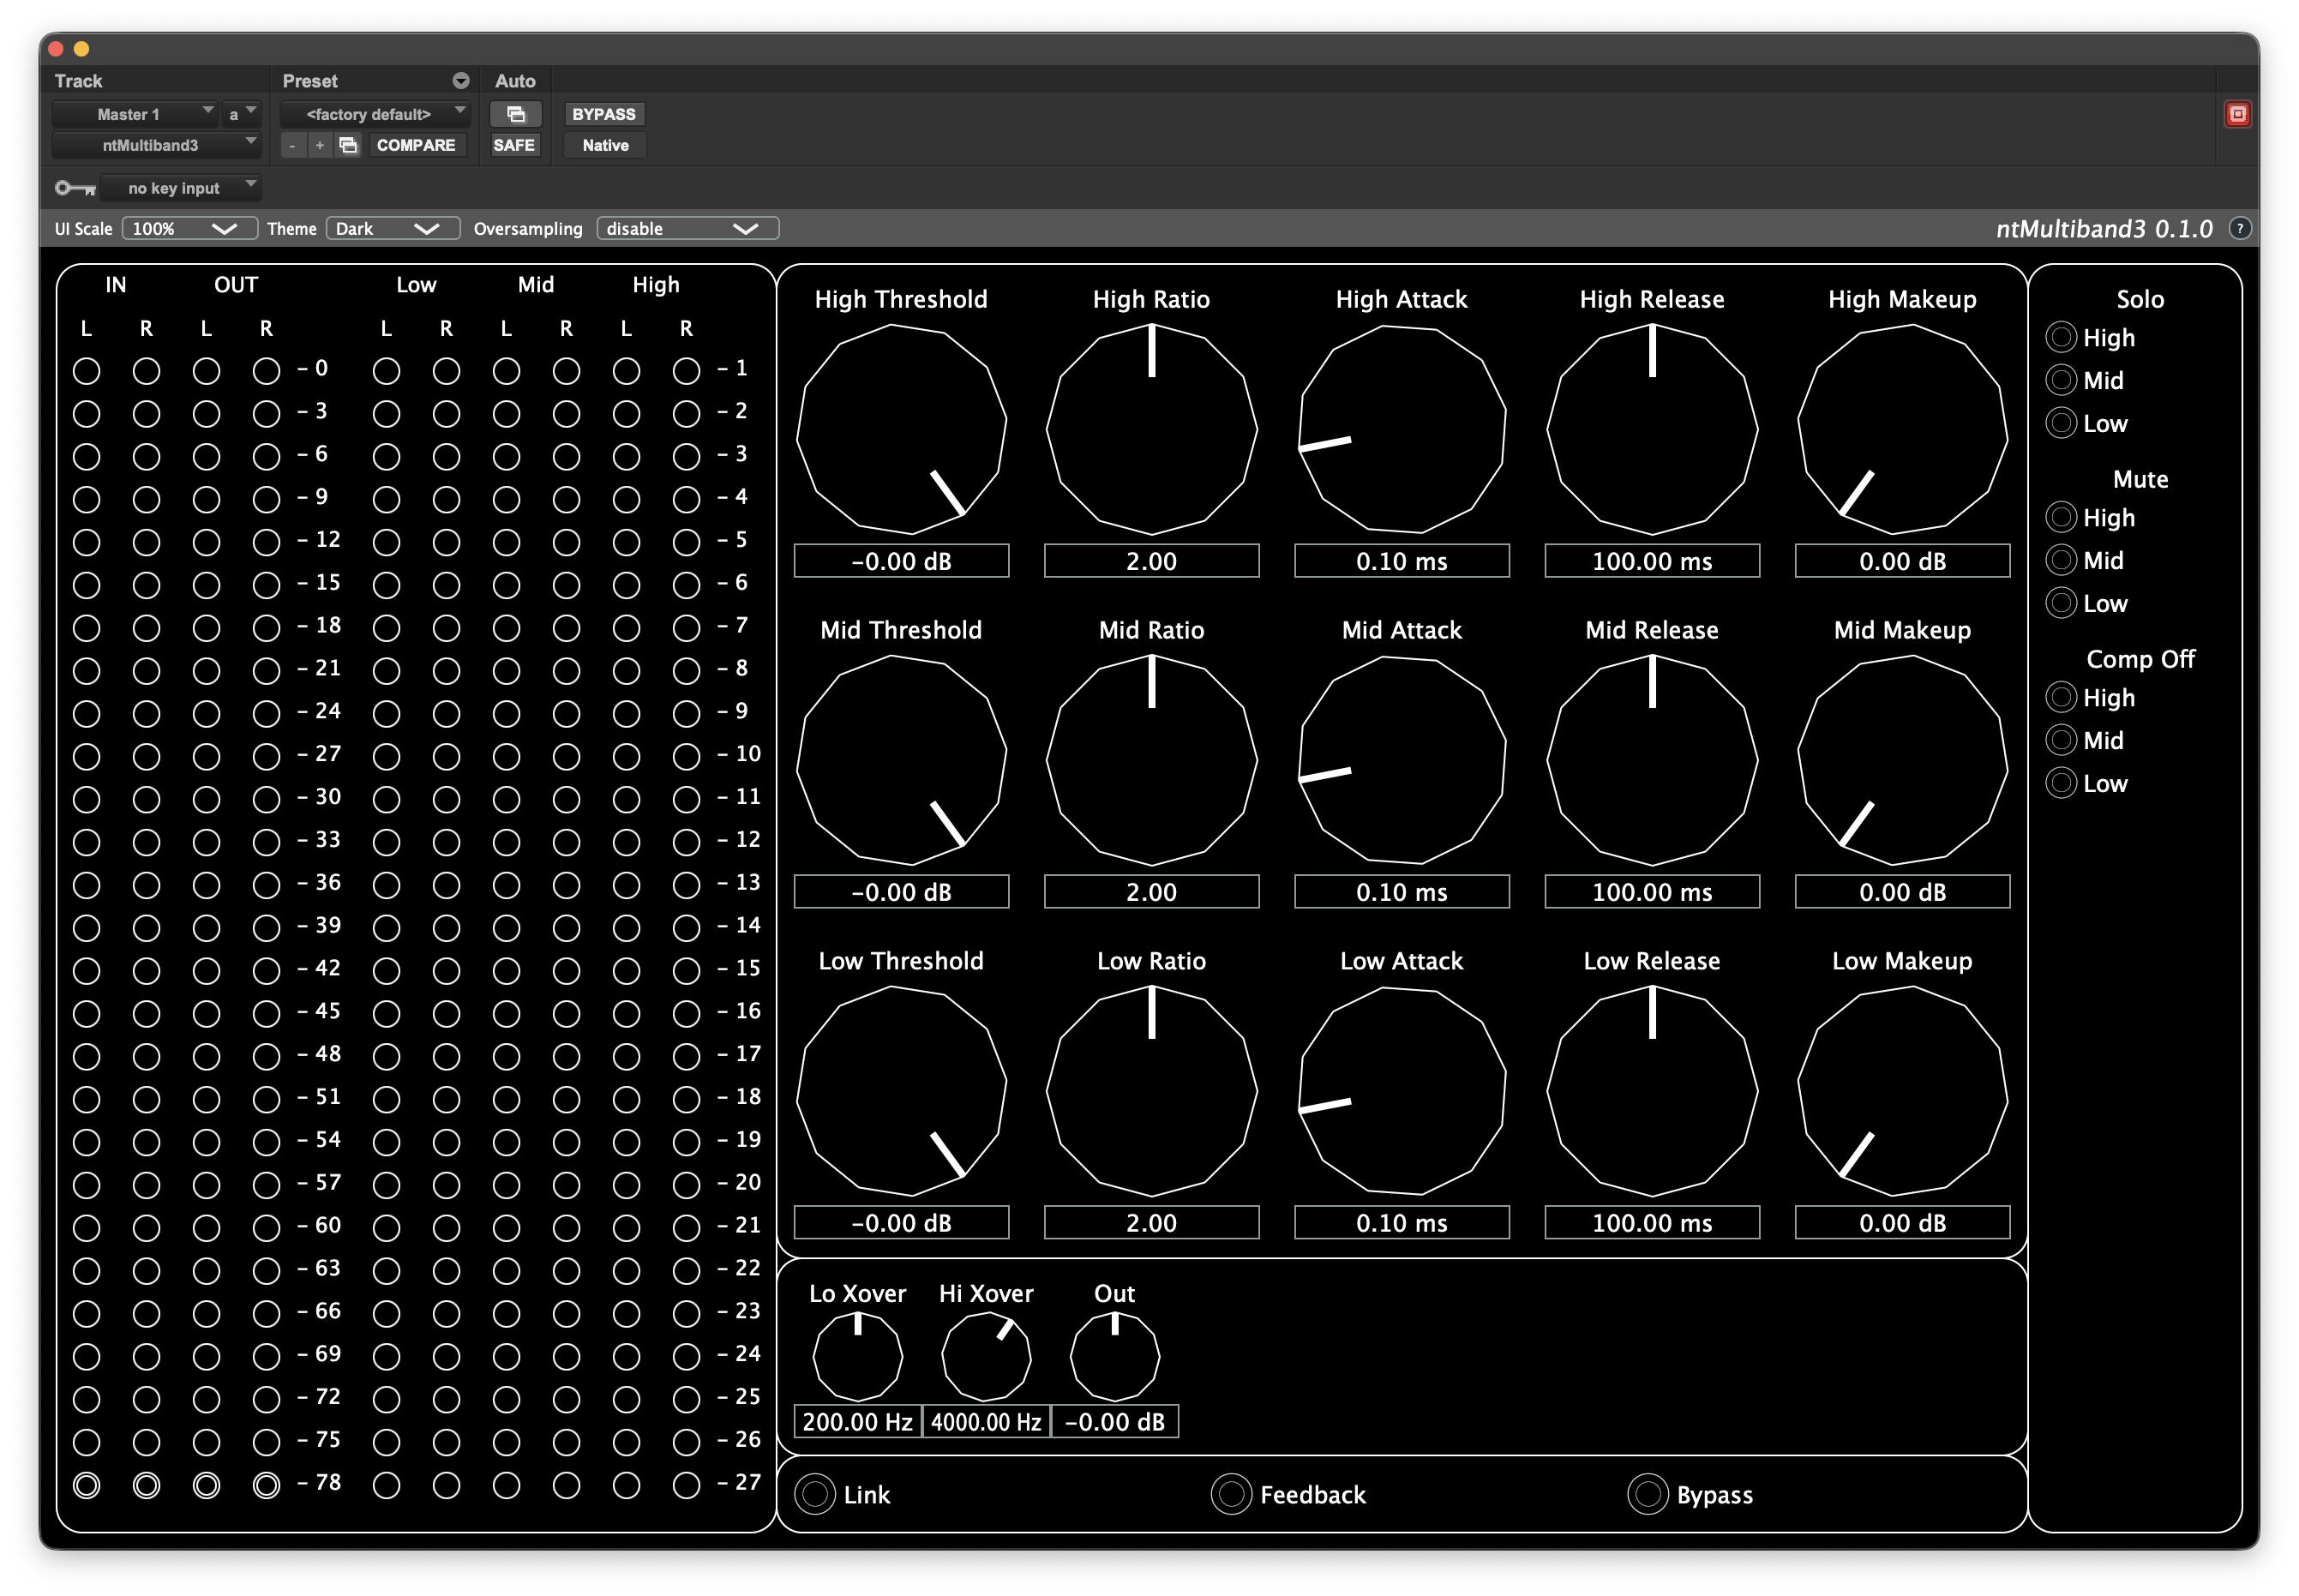 Track Preset Auto
Master 1 a <factory default> BYPASS
ntMultiband3 - + COMPARE SAFE Native
no key input
UI Scale 100% Theme Dark Oversampling disable ntMultiband3 0.1.0 ?
IN OUT Low Mid High
L R L R L R L R L R
- 0 - 1
- 3 - 2
- 6 - 3
- 9 - 4
- 12 - 5
- 15 - 6
- 18 - 7
- 21 - 8
- 24 - 9
- 27 - 10
- 30 - 11
- 33 - 12
- 36 - 13
- 39 - 14
- 42 - 15
- 45 - 16
- 48 - 17
- 51 - 18
- 54 - 19
- 57 - 20
- 60 - 21
- 63 - 22
- 66 - 23
- 69 - 24
- 72 - 25
- 75 - 26
- 78 - 27
High Threshold High Ratio High Attack High Release High Makeup
-0.00 dB 2.00 0.10 ms 100.00 ms 0.00 dB
Mid Threshold Mid Ratio Mid Attack Mid Release Mid Makeup
-0.00 dB 2.00 0.10 ms 100.00 ms 0.00 dB
Low Threshold Low Ratio Low Attack Low Release Low Makeup
-0.00 dB 2.00 0.10 ms 100.00 ms 0.00 dB
Lo Xover Hi Xover Out
200.00 Hz 4000.00 Hz -0.00 dB
Link Feedback Bypass
Solo
High
Mid
Low
Mute
High
Mid
Low
Comp Off
High
Mid
Low